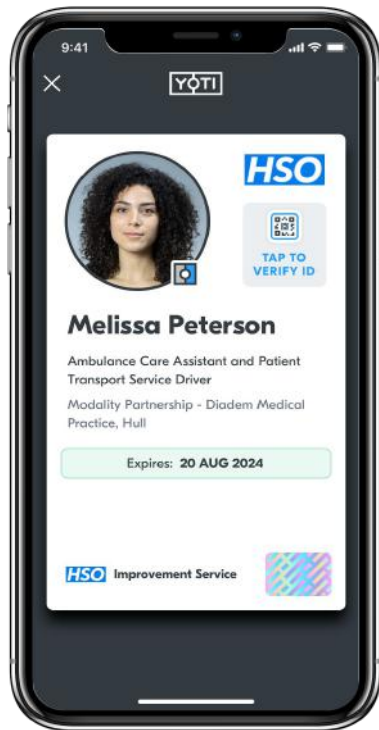 9:41
YOTI
HSO
TAP TO
VERIFY ID
Melissa Peterson
Ambulance Care Assistant and Patient
Transport Service Driver
Modality Partnership - Diadem Medical
Practice, Hull
Expires: 20 AUG 2024
HSO Improvement Service